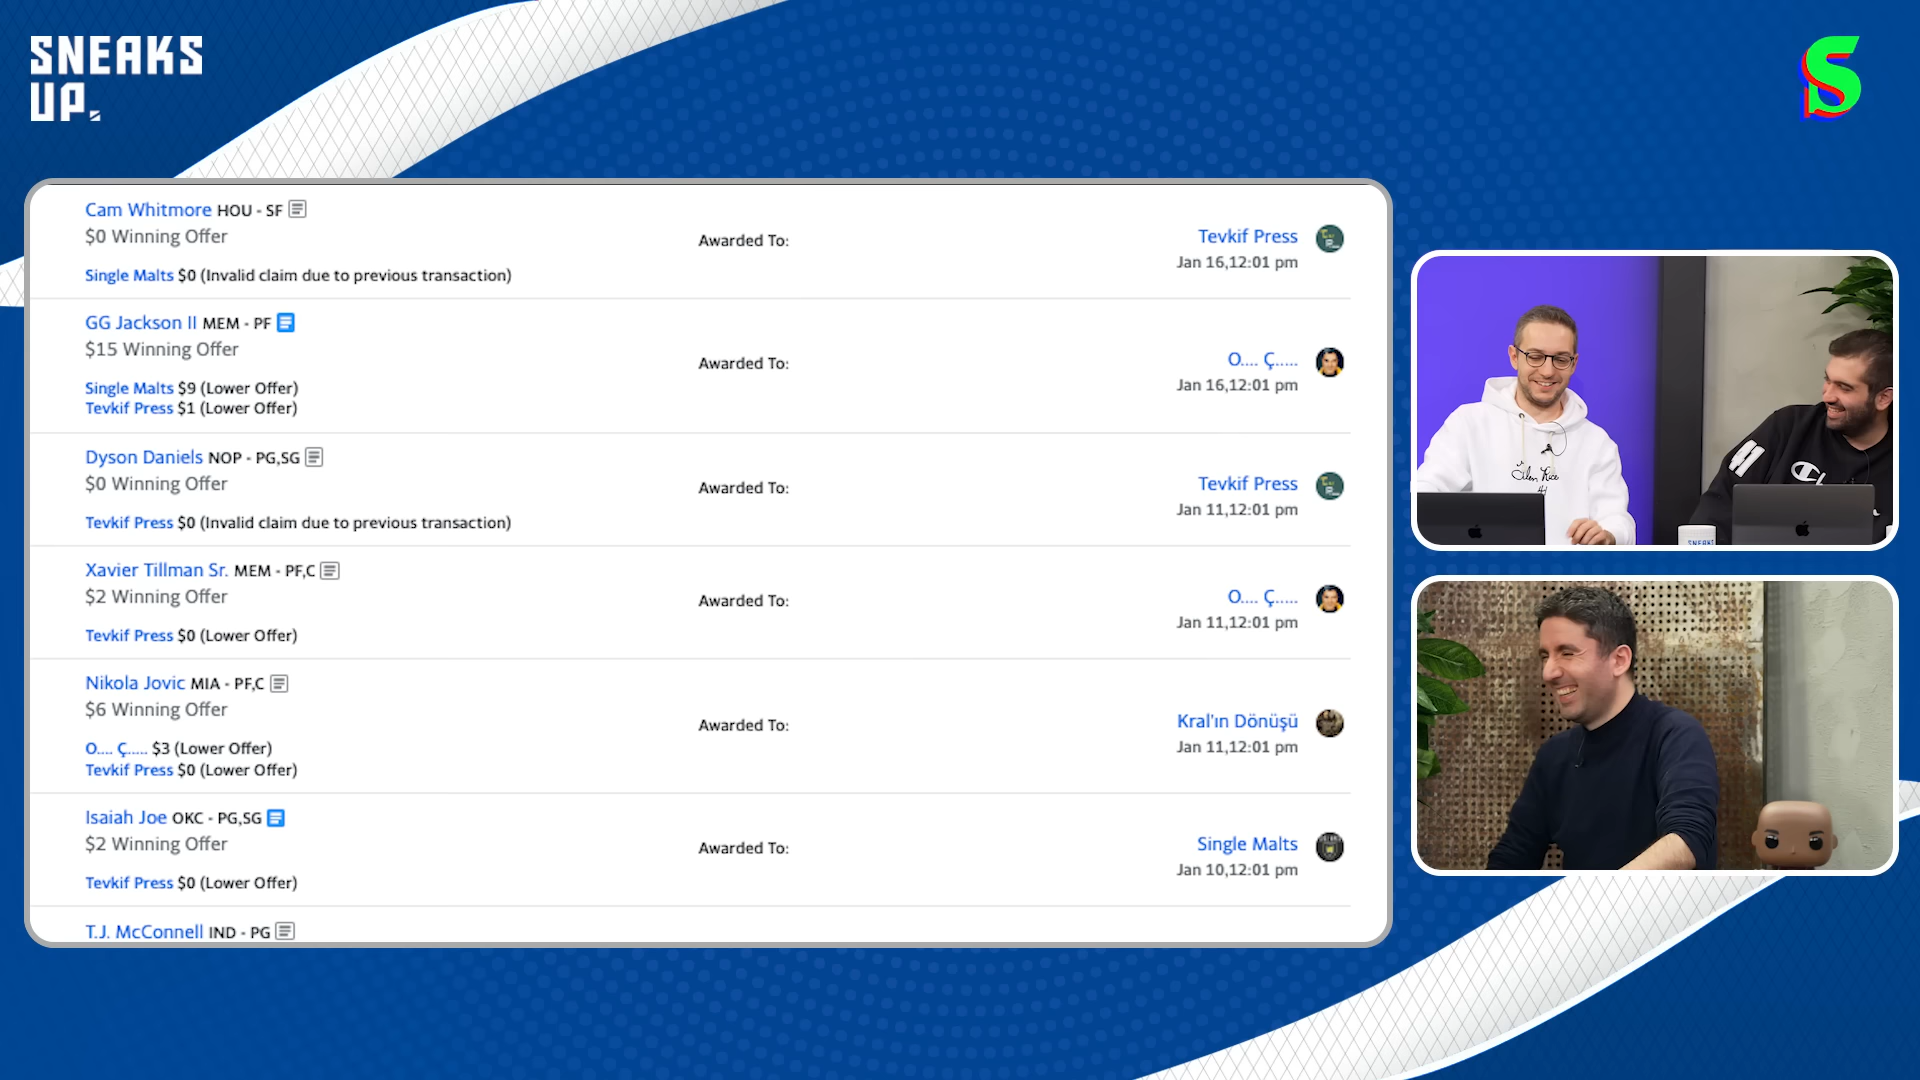 SNEAKS
UP.
S
Cam Whitmore HOU - SF
$0 Winning Offer
Single Malts $0 (Invalid claim due to previous transaction)
Awarded To:
Tevkif Press
Jan 16,12:01 pm
GG Jackson II MEM - PF
$15 Winning Offer
Single Malts $9 (Lower Offer)
Tevkif Press $1 (Lower Offer)
Awarded To:
O.... Ç.....
Jan 16,12:01 pm
Dyson Daniels NOP - PG,SG
$0 Winning Offer
Tevkif Press $0 (Invalid claim due to previous transaction)
Awarded To:
Tevkif Press
Jan 11,12:01 pm
Xavier Tillman Sr. MEM - PF,C
$2 Winning Offer
Tevkif Press $0 (Lower Offer)
Awarded To:
O.... Ç.....
Jan 11,12:01 pm
Nikola Jovic MIA - PF,C
$6 Winning Offer
O.... Ç..... $3 (Lower Offer)
Tevkif Press $0 (Lower Offer)
Awarded To:
Kral'ın Dönüşü
Jan 11,12:01 pm
Isaiah Joe OKC - PG,SG
$2 Winning Offer
Tevkif Press $0 (Lower Offer)
Awarded To:
Single Malts
Jan 10,12:01 pm
T.J. McConnell IND - PG